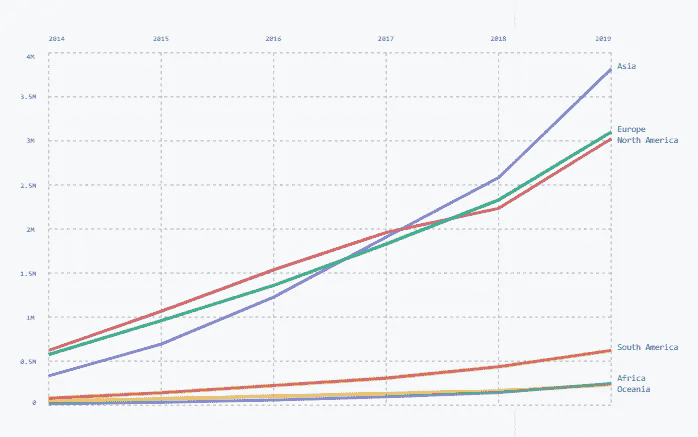 2014 2015 2016 2017 2018 2019
4M
Asia
3.5M
Europe
3M
North America
2.5M
2M
1.5M
1M
South America
0.5M
Africa
Oceania
0